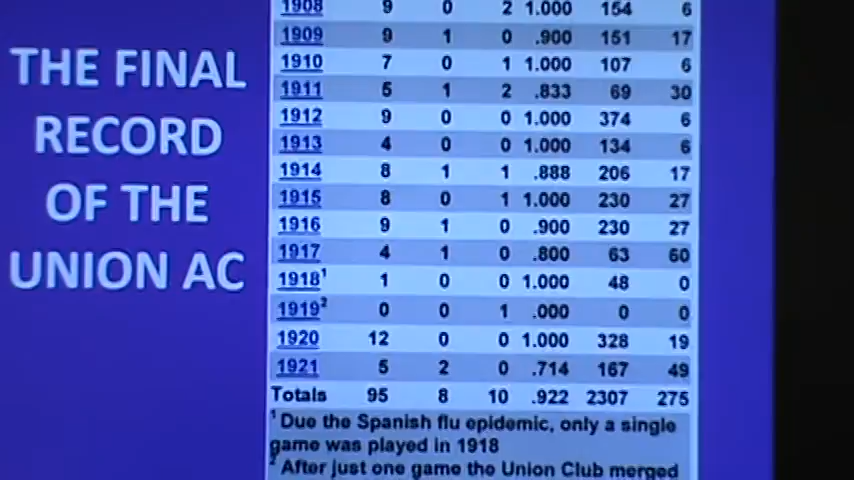 THE FINAL
RECORD
OF THE
UNION AC
1908 9 0 2 1.000 154 6
1909 9 1 0 .900 151 17
1910 7 0 1 1.000 107 6
1911 5 1 2 .833 69 30
1912 9 0 0 1.000 374 6
1913 4 0 0 1.000 134 6
1914 8 1 1 .888 206 17
1915 8 0 1 1.000 230 27
1916 9 1 0 .900 230 27
1917 4 1 0 .800 63 60
1918¹ 1 0 0 1.000 48 0
1919² 0 0 1 .000 0 0
1920 12 0 0 1.000 328 19
1921 5 2 0 .714 167 49
Totals 95 8 10 .922 2307 275
¹ Due the Spanish flu epidemic, only a single
game was played in 1918
² After just one game the Union Club merged